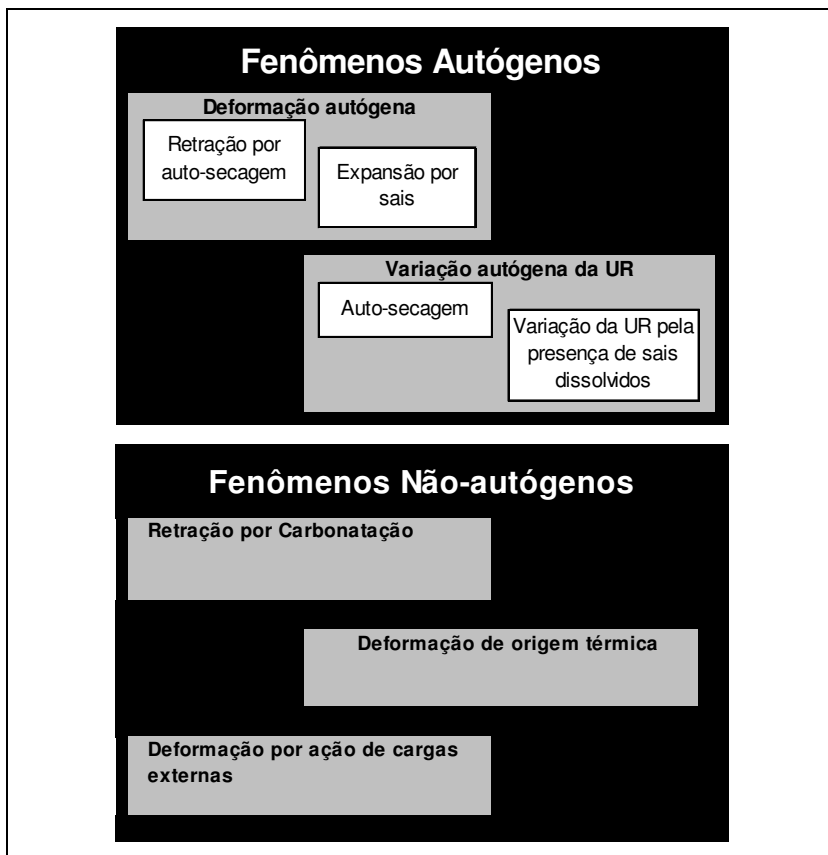 Fenômenos Autógenos
Deformação autógena
Retração por
auto-secagem
Expansão por
sais
Variação autógena da UR
Auto-secagem
Variação da UR pela
presença de sais
dissolvidos
Fenômenos Não-autógenos
Retração por Carbonatação
Deformação de origem térmica
Deformação por ação de cargas
externas